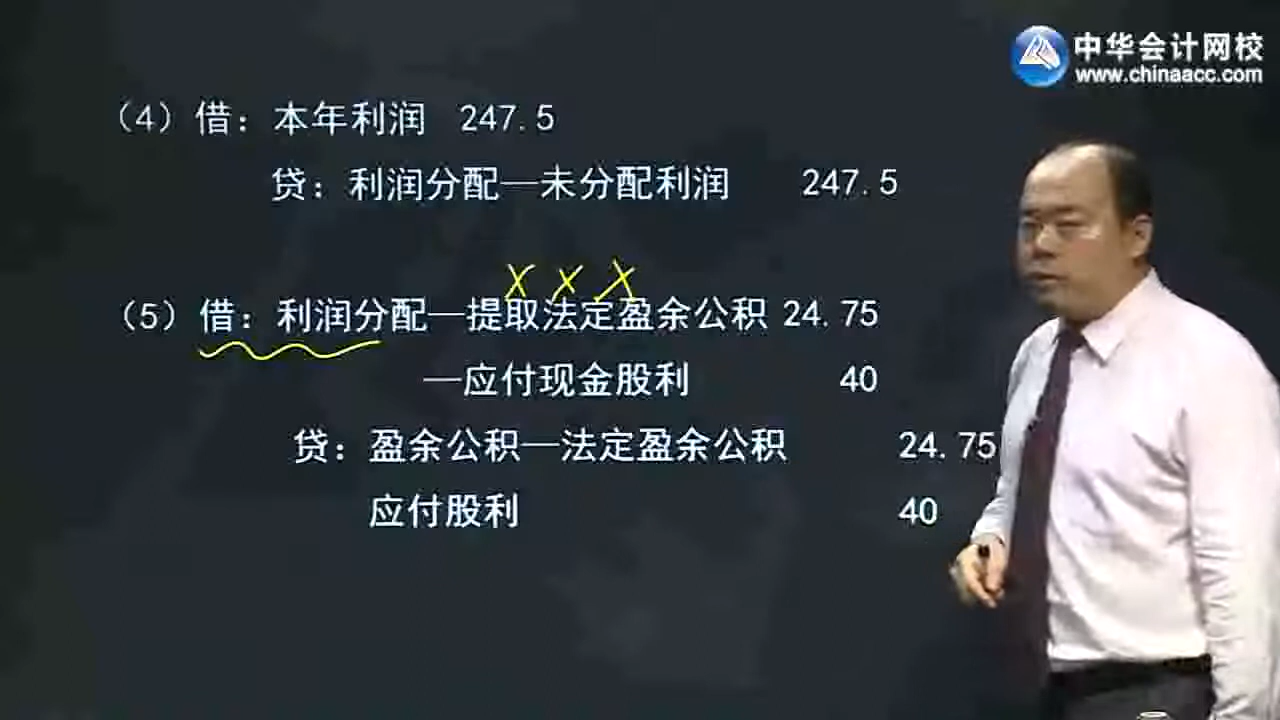 中华会计网校
www.chinaacc.com
（4）借：本年利润 247.5
贷：利润分配—未分配利润 247.5
× × ×
（5）借：利润分配—提取法定盈余公积 24.75
—应付现金股利 40
贷：盈余公积—法定盈余公积 24.75
应付股利 40